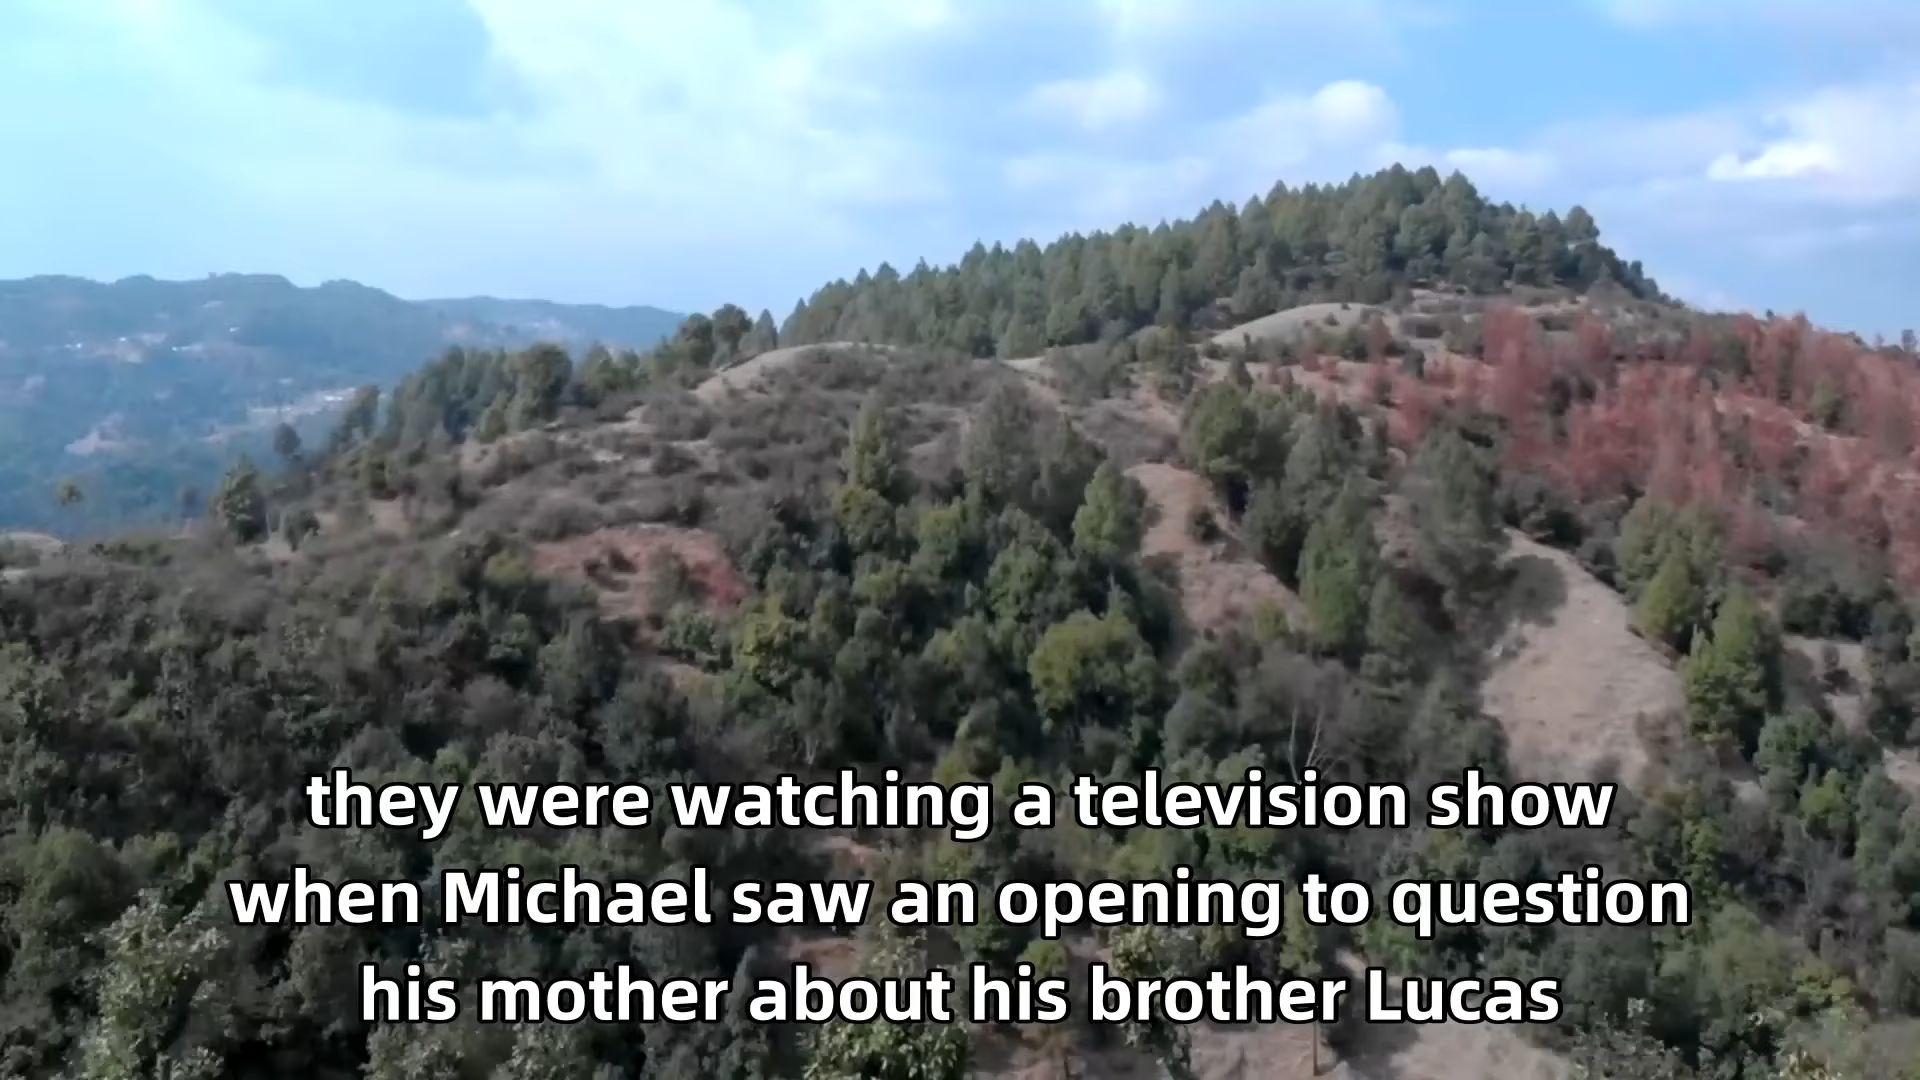 they were watching a television show
when Michael saw an opening to question
his mother about his brother Lucas